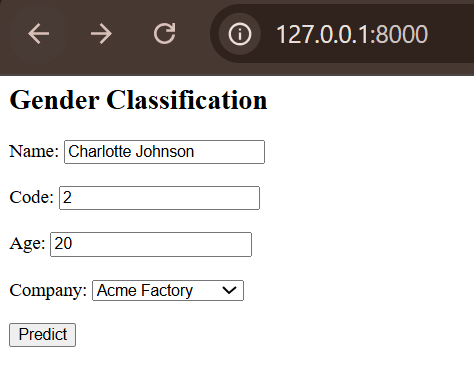 127.0.0.1:8000
Gender Classification
Name: Charlotte Johnson
Code: 2
Age: 20
Company: Acme Factory
Predict